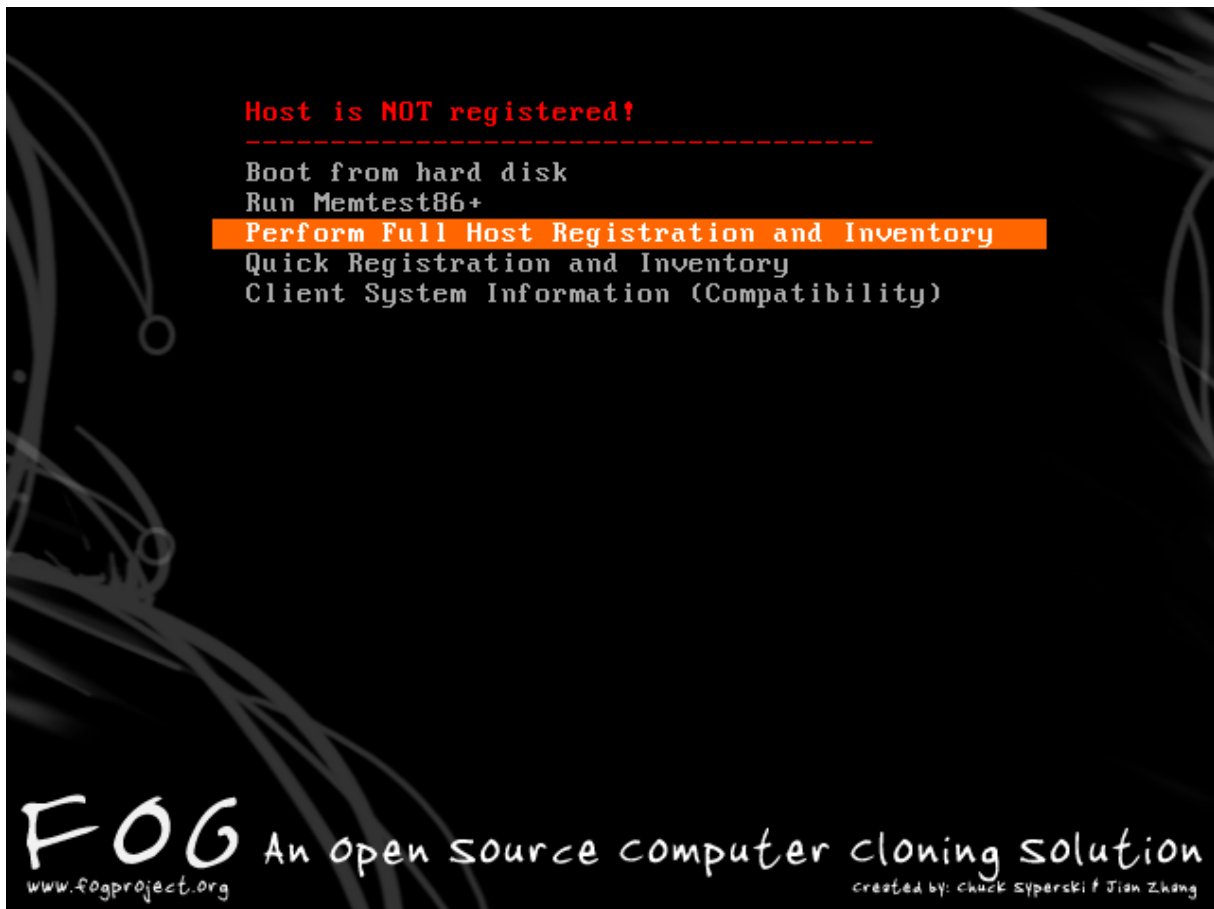 Host is NOT registered!
-------------------------------------
Boot from hard disk
Run Memtest86+
Perform Full Host Registration and Inventory
Quick Registration and Inventory
Client System Information (Compatibility)
FOG An open source computer cloning solution
www.fogproject.org
created by: Chuck Syperski & Jian Zhang